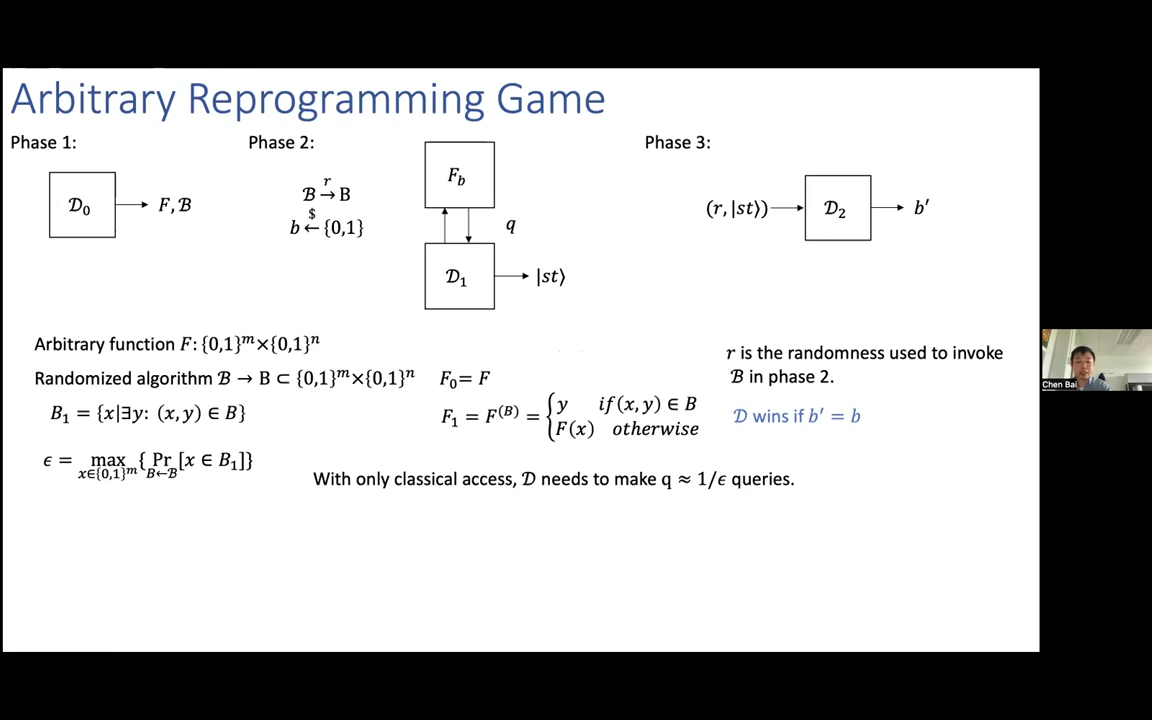 Arbitrary Reprogramming Game
Phase 1:
Phase 2:
Phase 3:
𝒟₀
F, ℬ
ℬ →ʳ B
b ←$ {0,1}
F_b
q
𝒟₁
|st⟩
(r, |st⟩)
𝒟₂
b′
Arbitrary function F: {0,1}ᵐ×{0,1}ⁿ
Randomized algorithm ℬ → B ⊂ {0,1}ᵐ×{0,1}ⁿ
B₁ = {x|∃y: (x, y) ∈ B}
ϵ = max_{x∈{0,1}ᵐ} { Pr_{B←ℬ} [x ∈ B₁]}
F₀ = F
F₁ = F^(B) = { y if(x, y) ∈ B
F(x) otherwise
r is the randomness used to invoke
ℬ in phase 2.
𝒟 wins if b′ = b
With only classical access, 𝒟 needs to make q ≈ 1/ϵ queries.
Chen Bai